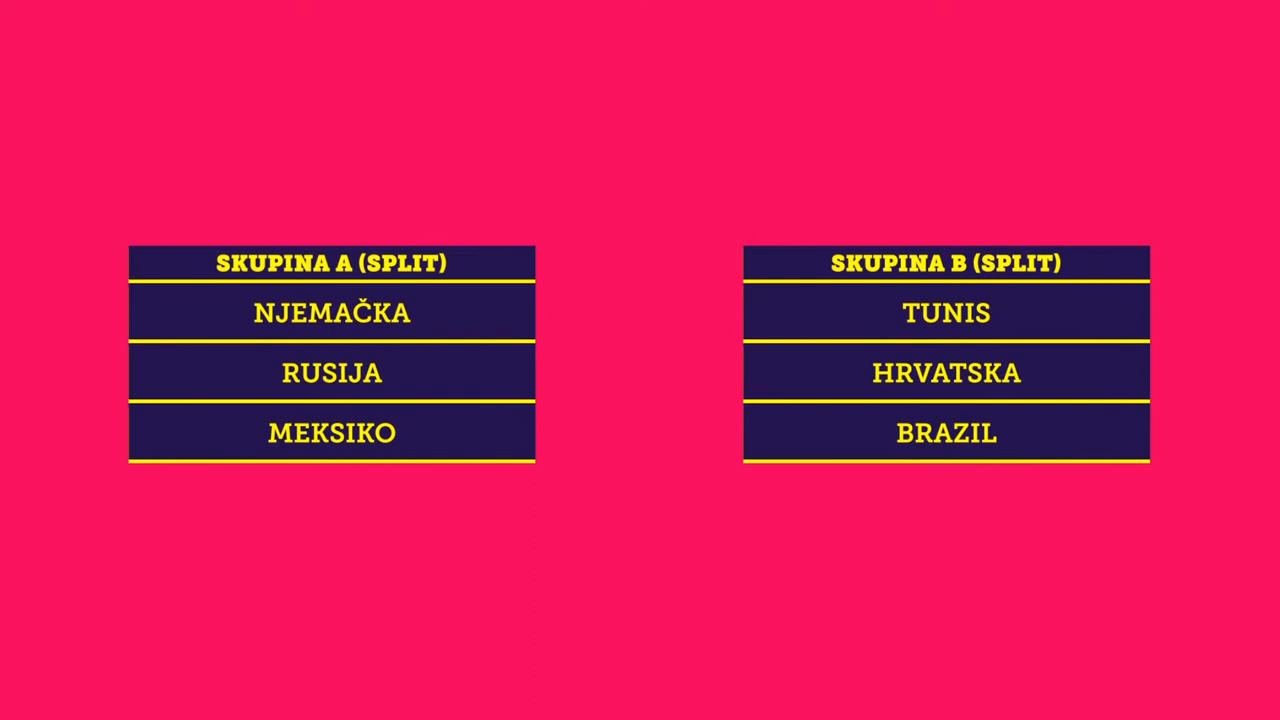 SKUPINA A (SPLIT)
NJEMAČKA
RUSIJA
MEKSIKO
SKUPINA B (SPLIT)
TUNIS
HRVATSKA
BRAZIL